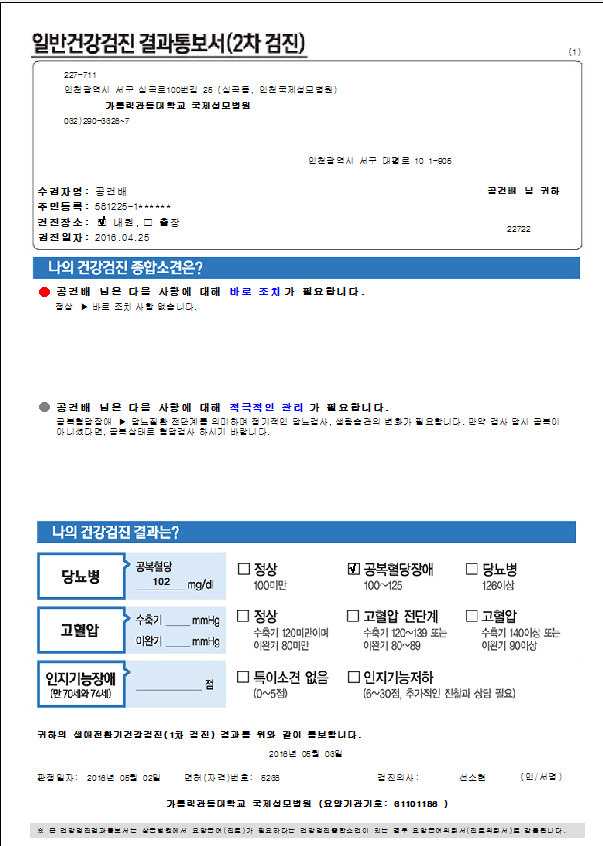 일반건강검진 결과통보서(2차 검진)
(1)
227-711
인천광역시 서구 심곡로100번길 25 (심곡동, 인천국제성모병원)
가톨릭관동대학교 국제성모병원
032)290-3328~7
인천광역시 서구 대평로 10 1-905
수검자명: 공건배
공건배 님 귀하
주민등록: 581225-1******
검진장소: ☑ 내원, □ 출장
22722
검진일자: 2016.04.25
나의 건강검진 종합소견은?
공건배 님은 다음 사항에 대해 바로 조치가 필요합니다.
정상 ▶ 바로 조치 사항 없습니다.
공건배 님은 다음 사항에 대해 적극적인 관리 가 필요합니다.
공복혈당장애 ▶ 당뇨질환 전단계를 의미하며 정기적인 당뇨검사, 생활습관의 변화가 필요합니다. 만약 검사 당시 공복이
아니셨다면, 공복상태로 혈당검사 하시기 바랍니다.
나의 건강검진 결과는?
당뇨병
공복혈당
102 mg/dl
□ 정상
100미만
☑ 공복혈당장애
100~125
□ 당뇨병
126이상
고혈압
수축기 ____ mmHg
이완기 ____ mmHg
□ 정상
수축기 120미만이며
이완기 80미만
□ 고혈압 전단계
수축기 120~139 또는
이완기 80~89
□ 고혈압
수축기 140이상 또는
이완기 90이상
인지기능장애
(만 70세와 74세)
________ 점
□ 특이소견 없음
(0~5점)
□ 인지기능저하
(6~30점, 추가적인 진찰과 상담 필요)
귀하의 생애전환기건강검진(1차 검진) 결과를 위와 같이 통보합니다.
2016년 05월 03일
판정일자: 2016년 05월 02일 면허(자격)번호: 5238 검진의사: 선소현 (인/서명)
가톨릭관동대학교 국제성모병원 (요양기관기호: 61101186 )
※ 본 건강검진결과통보서는 상급병원에서 요양급여(진료)가 필요하다는 건강검진종합소견이 있는 경우 요양급여의뢰서(진료의뢰서)로 갈음됩니다.